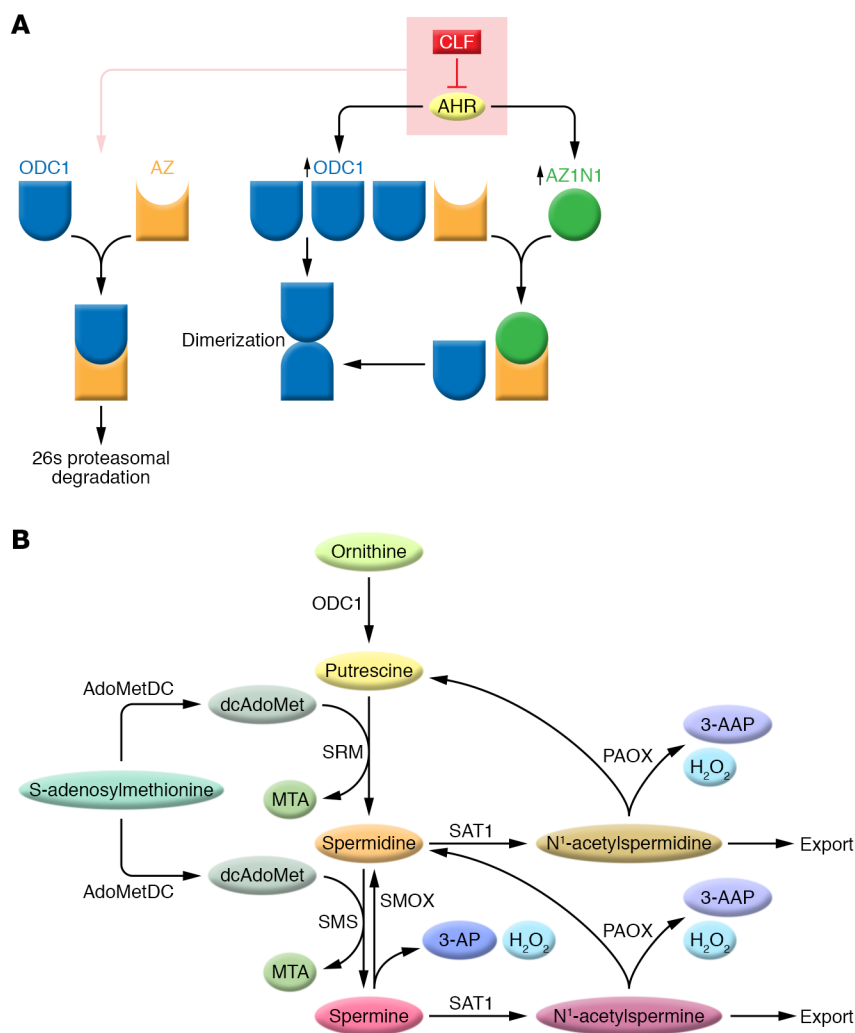 A
CLF
AHR
ODC1
AZ
ODC1
AZ1N1
Dimerization
26s proteasomal
degradation
B
Ornithine
ODC1
Putrescine
AdoMetDC
dcAdoMet
3-AAP
PAOX
H₂O₂
SRM
S-adenosylmethionine
MTA
Spermidine
SAT1
N¹-acetylspermidine
Export
AdoMetDC
dcAdoMet
SMS
SMOX
3-AAP
PAOX
H₂O₂
3-AP
H₂O₂
MTA
Spermine
SAT1
N¹-acetylspermine
Export